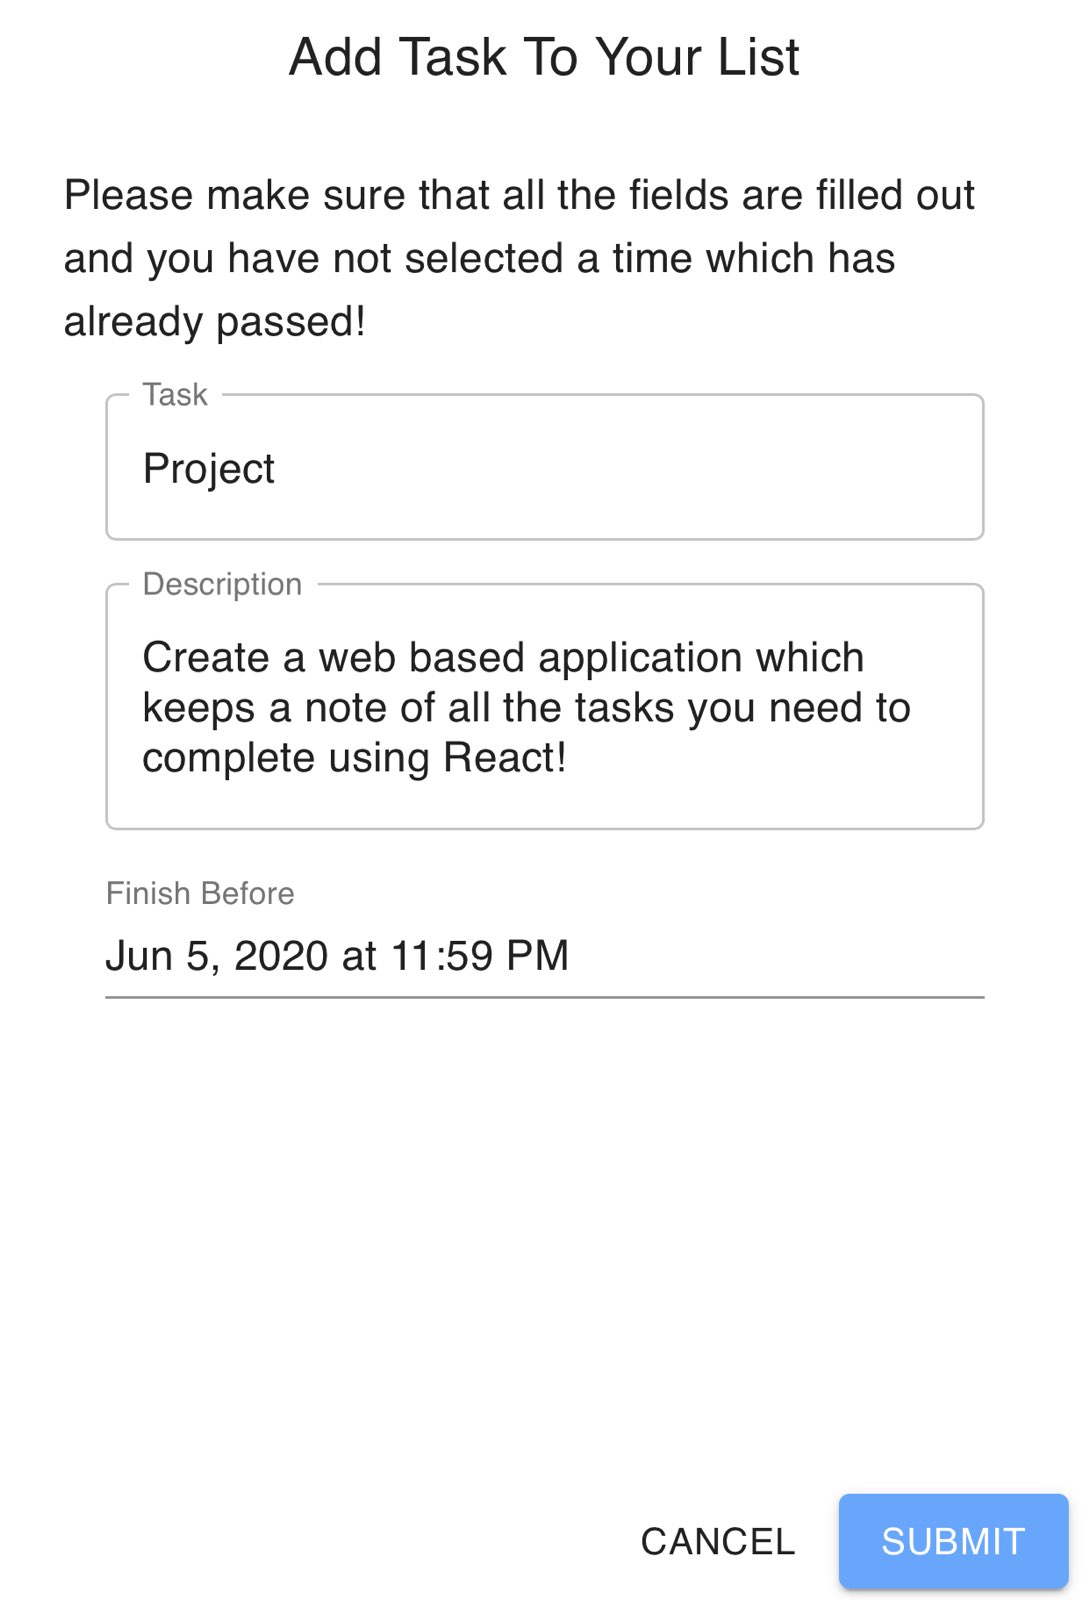 Add Task To Your List
Please make sure that all the fields are filled out
and you have not selected a time which has
already passed!
Task
Project
Description
Create a web based application which
keeps a note of all the tasks you need to
complete using React!
Finish Before
Jun 5, 2020 at 11:59 PM
CANCEL SUBMIT